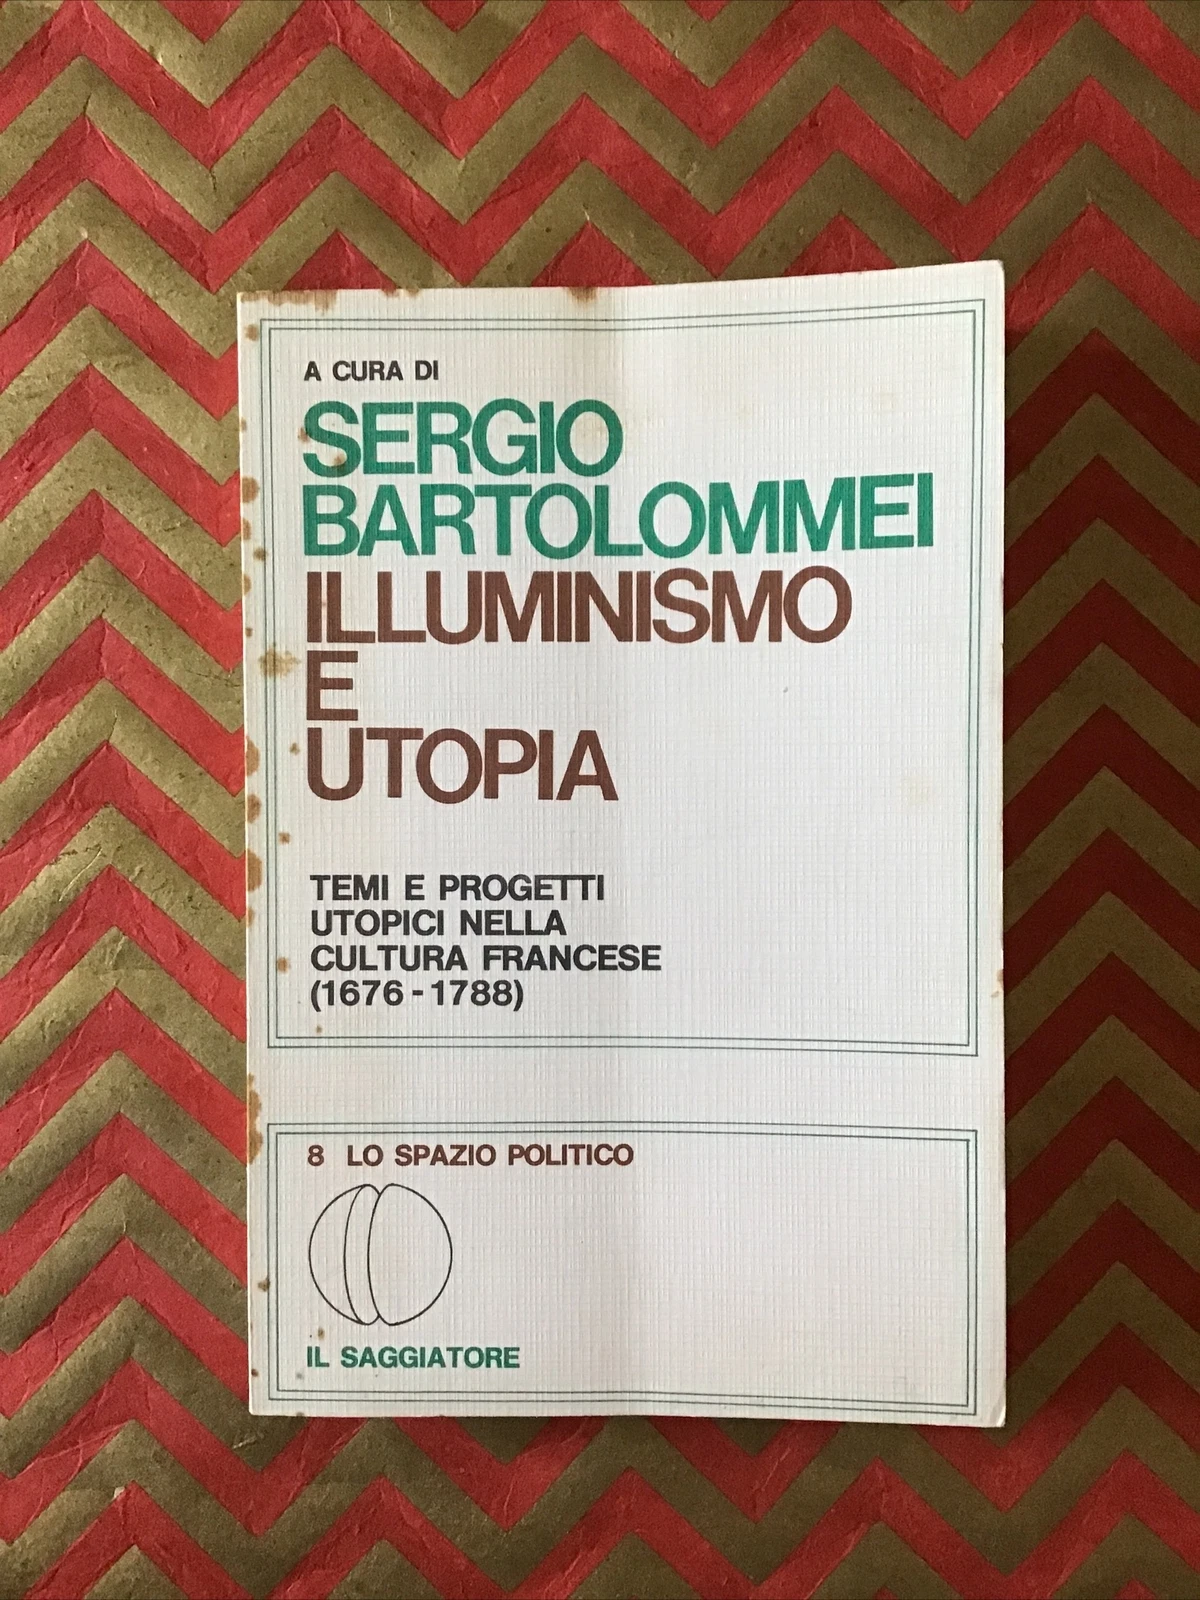 A CURA DI
SERGIO
BARTOLOMMEI
ILLUMINISMO
E
UTOPIA
TEMI E PROGETTI
UTOPICI NELLA
CULTURA FRANCESE
(1676-1788)
8 LO SPAZIO POLITICO
IL SAGGIATORE